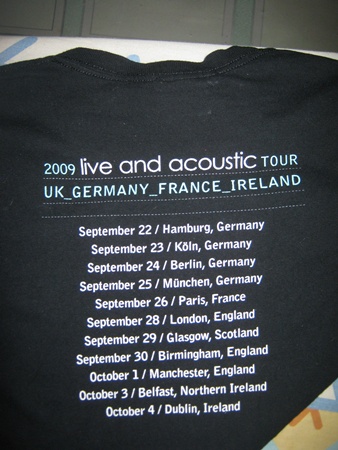 2009 live and acoustic TOUR
UK_GERMANY_FRANCE_IRELAND
September 22 / Hamburg, Germany
September 23 / Köln, Germany
September 24 / Berlin, Germany
September 25 / München, Germany
September 26 / Paris, France
September 28 / London, England
September 29 / Glasgow, Scotland
September 30 / Birmingham, England
October 1 / Manchester, England
October 3 / Belfast, Northern Ireland
October 4 / Dublin, Ireland